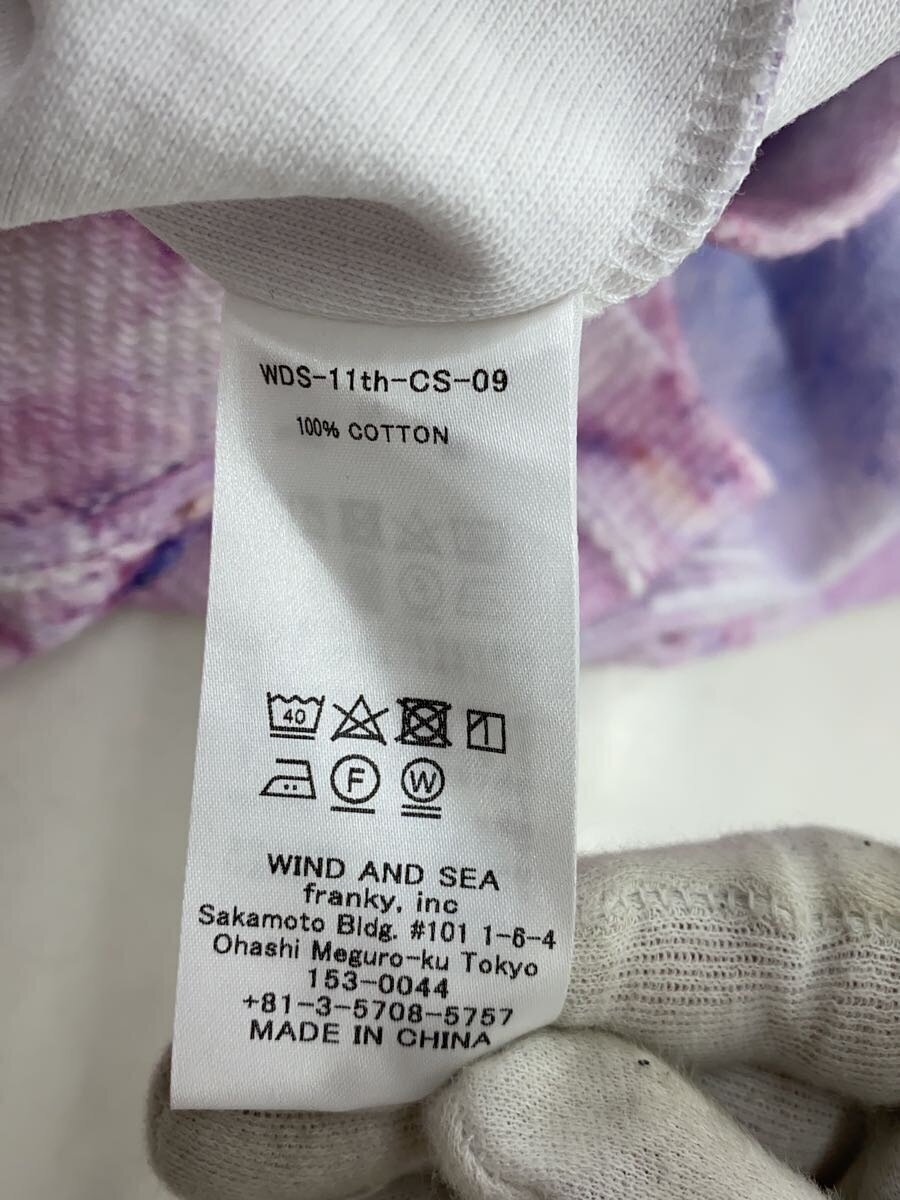 WDS-11th-CS-09
100% COTTON
40
F W
WIND AND SEA
franky, inc
Sakamoto Bldg. #101 1-6-4
Ohashi Meguro-ku Tokyo
153-0044
+81-3-5708-5757
MADE IN CHINA